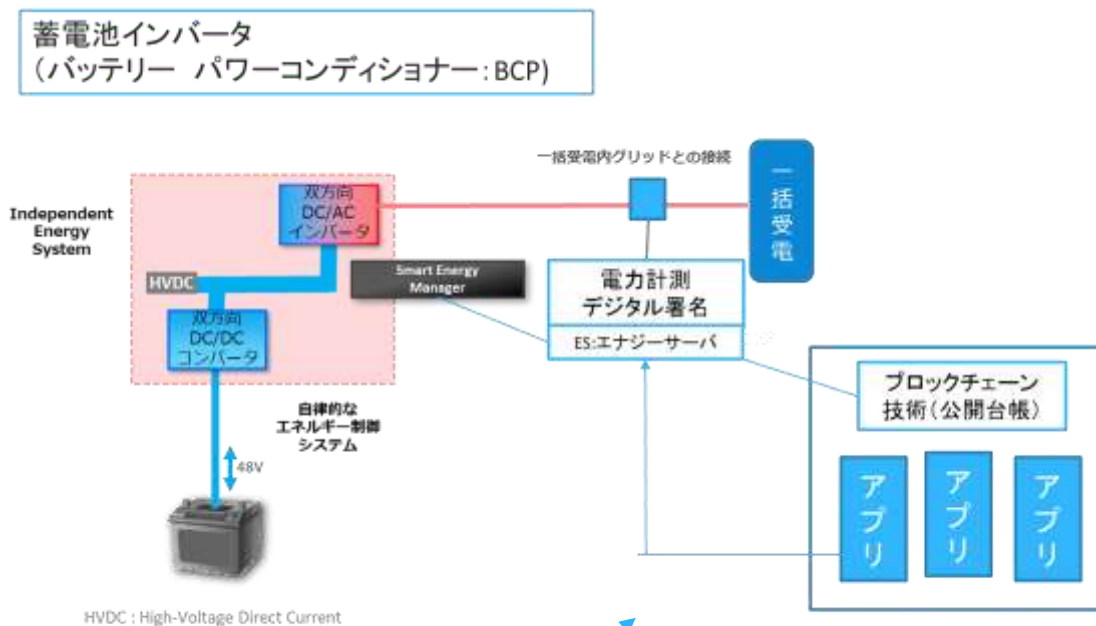 蓄電池インバータ
（バッテリー　パワーコンディショナー：BCP)
一括受電内グリッドとの接続
一括受電
Independent
Energy
System
双方向
DC/AC
インバータ
HVDC
Smart Energy
Manager
双方向
DC/DC
コンバータ
電力計測
デジタル署名
ES:エナジーサーバ
ブロックチェーン
技術（公開台帳）
自律的な
エネルギー制御
システム
48V
アプリ
アプリ
アプリ
HVDC : High-Voltage Direct Current